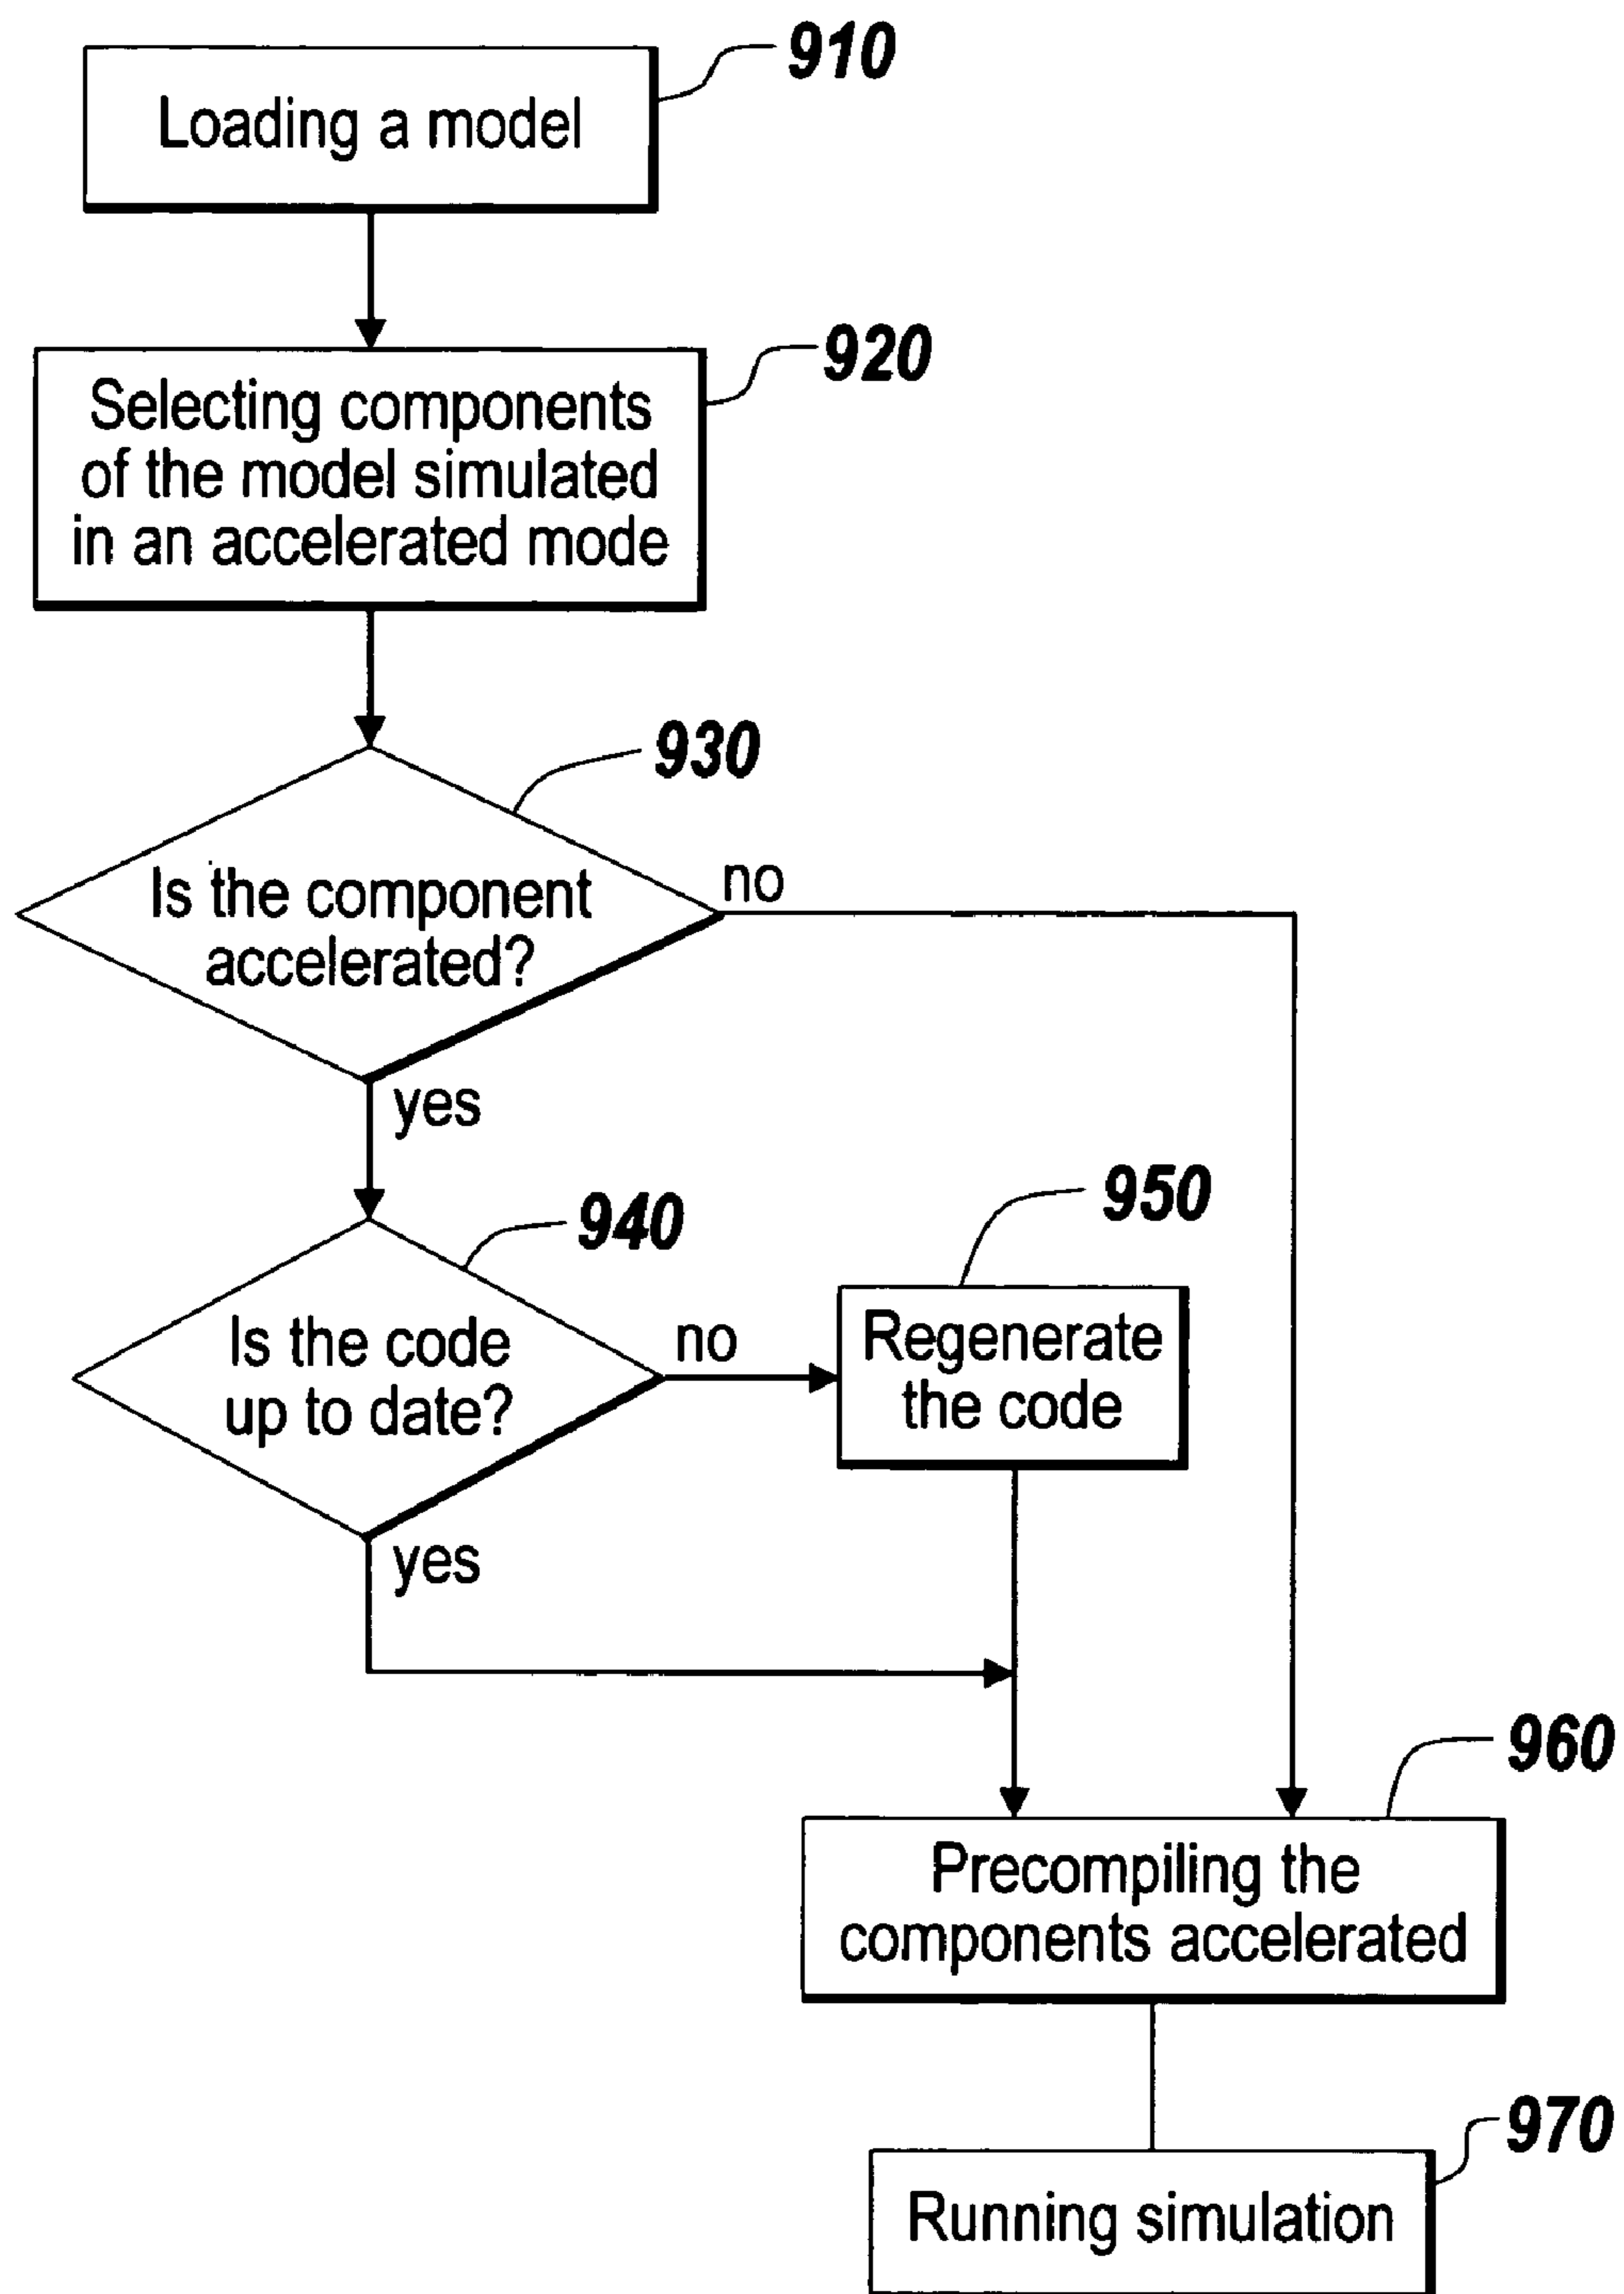 910
Loading a model
920
Selecting components
of the model simulated
in an accelerated mode
930
Is the component
accelerated?
no
yes
940
Is the code
up to date?
no
950
Regenerate
the code
yes
960
Precompiling the
components accelerated
970
Running simulation